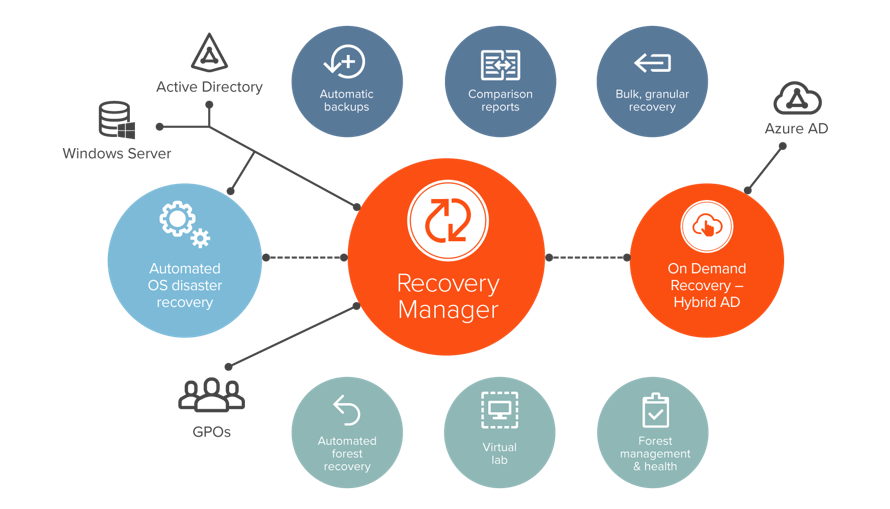 Active Directory
Windows Server
Automatic
backups
Comparison
reports
Bulk, granular
recovery
Azure AD
Automated
OS disaster
recovery
Recovery
Manager
On Demand
Recovery –
Hybrid AD
GPOs
Automated
forest
recovery
Virtual
lab
Forest
management
& health